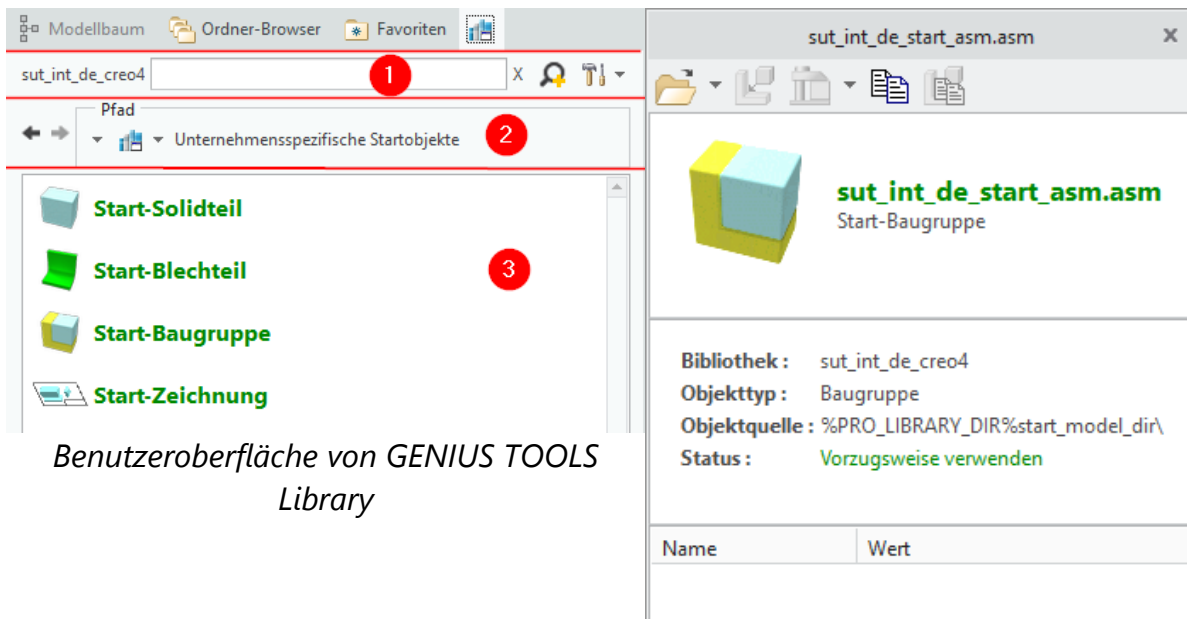 Modellbaum Ordner-Browser Favoriten
sut_int_de_creo4 1 X
Pfad
Unternehmensspezifische Startobjekte 2
Start-Solidteil
Start-Blechteil 3
Start-Baugruppe
Start-Zeichnung
Benutzeroberfläche von GENIUS TOOLS
Library
sut_int_de_start_asm.asm x
sut_int_de_start_asm.asm
Start-Baugruppe
Bibliothek : sut_int_de_creo4
Objekttyp : Baugruppe
Objektquelle : %PRO_LIBRARY_DIR%start_model_dir\
Status : Vorzugsweise verwenden
Name Wert